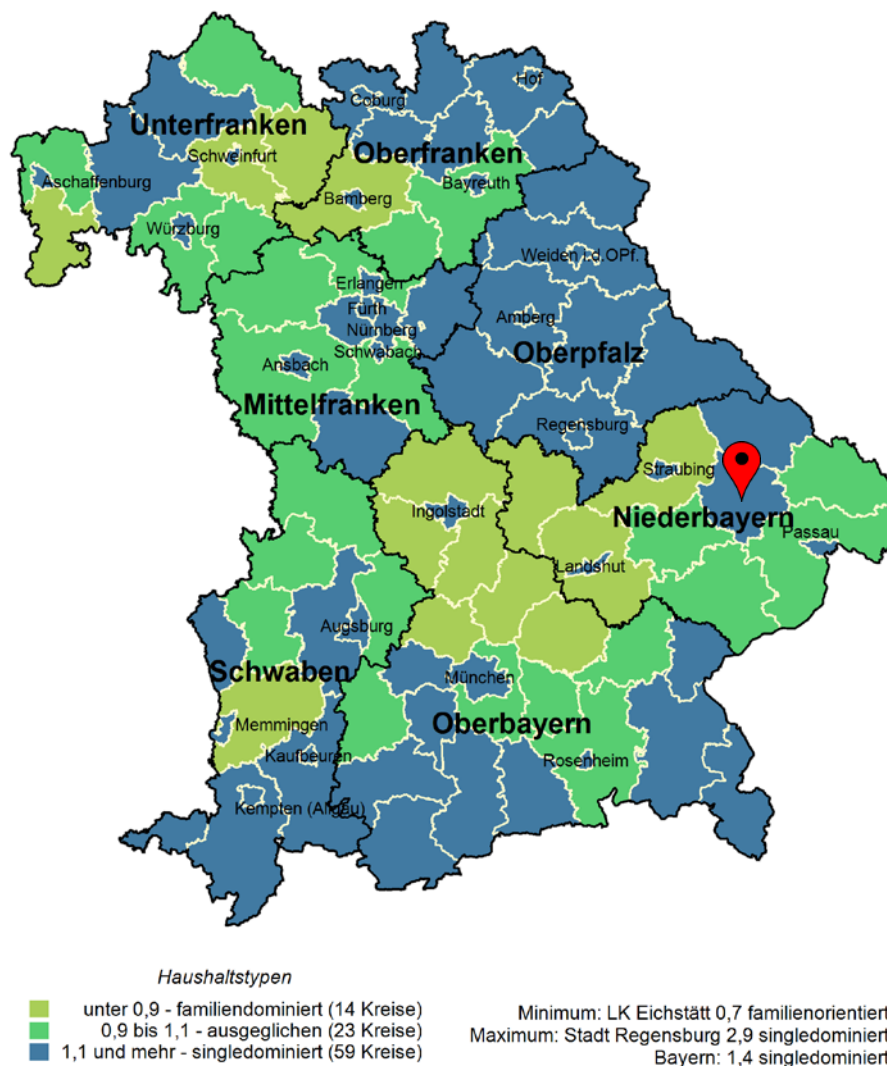 Hof
Coburg
Unterfranken
Oberfranken
Schweinfurt
Aschaffenburg
Bayreuth
Bamberg
Würzburg
Weiden i.d.OPf.
Erlangen
Fürth
Amberg
Nürnberg
Schwabach
Oberpfalz
Ansbach
Mittelfranken
Regensburg
Straubing
Ingolstadt
Niederbayern
Passau
Landshut
Augsburg
Schwaben
München
Oberbayern
Memmingen
Kaufbeuren
Rosenheim
Kempten (Allgäu)
Haushaltstypen
unter 0,9 - familiendominiert (14 Kreise)
0,9 bis 1,1 - ausgeglichen (23 Kreise)
1,1 und mehr - singledominiert (59 Kreise)
Minimum: LK Eichstätt 0,7 familienorientiert
Maximum: Stadt Regensburg 2,9 singledominiert
Bayern: 1,4 singledominiert